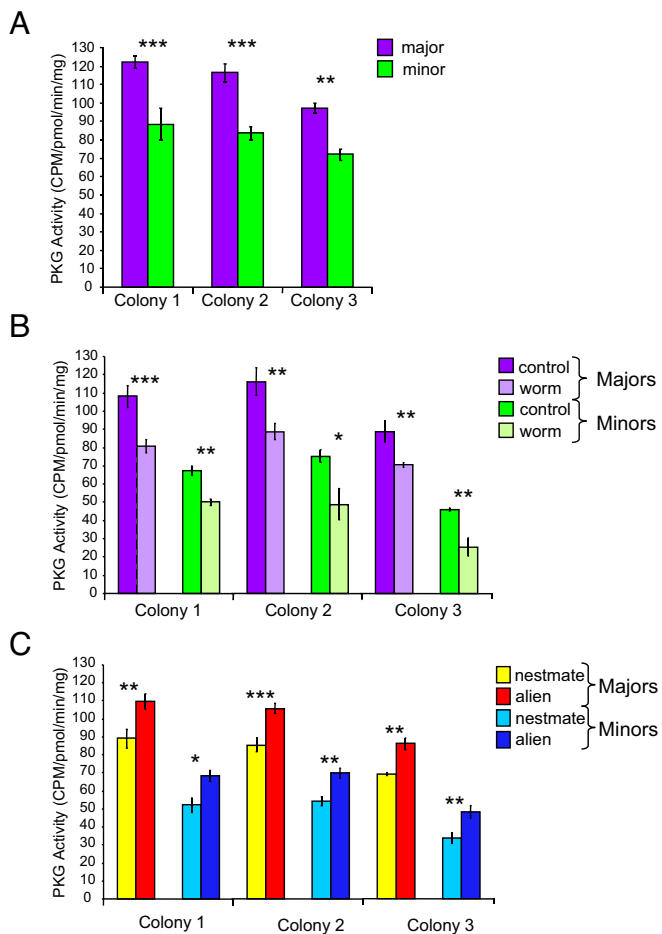 A
PKG Activity (CPM/pmol/min/mg)
130
120
110
100
90
80
70
60
50
40
30
20
10
0
*** *** **
major
minor
Colony 1 Colony 2 Colony 3
B
PKG Activity (CPM/pmol/min/mg)
130
120
110
100
90
80
70
60
50
40
30
20
10
0
*** ** ** * ** **
control
worm
Majors
control
worm
Minors
Colony 1 Colony 2 Colony 3
C
PKG Activity (CPM/pmol/min/mg)
130
120
110
100
90
80
70
60
50
40
30
20
10
0
** * *** ** ** **
nestmate
alien
Majors
nestmate
alien
Minors
Colony 1 Colony 2 Colony 3